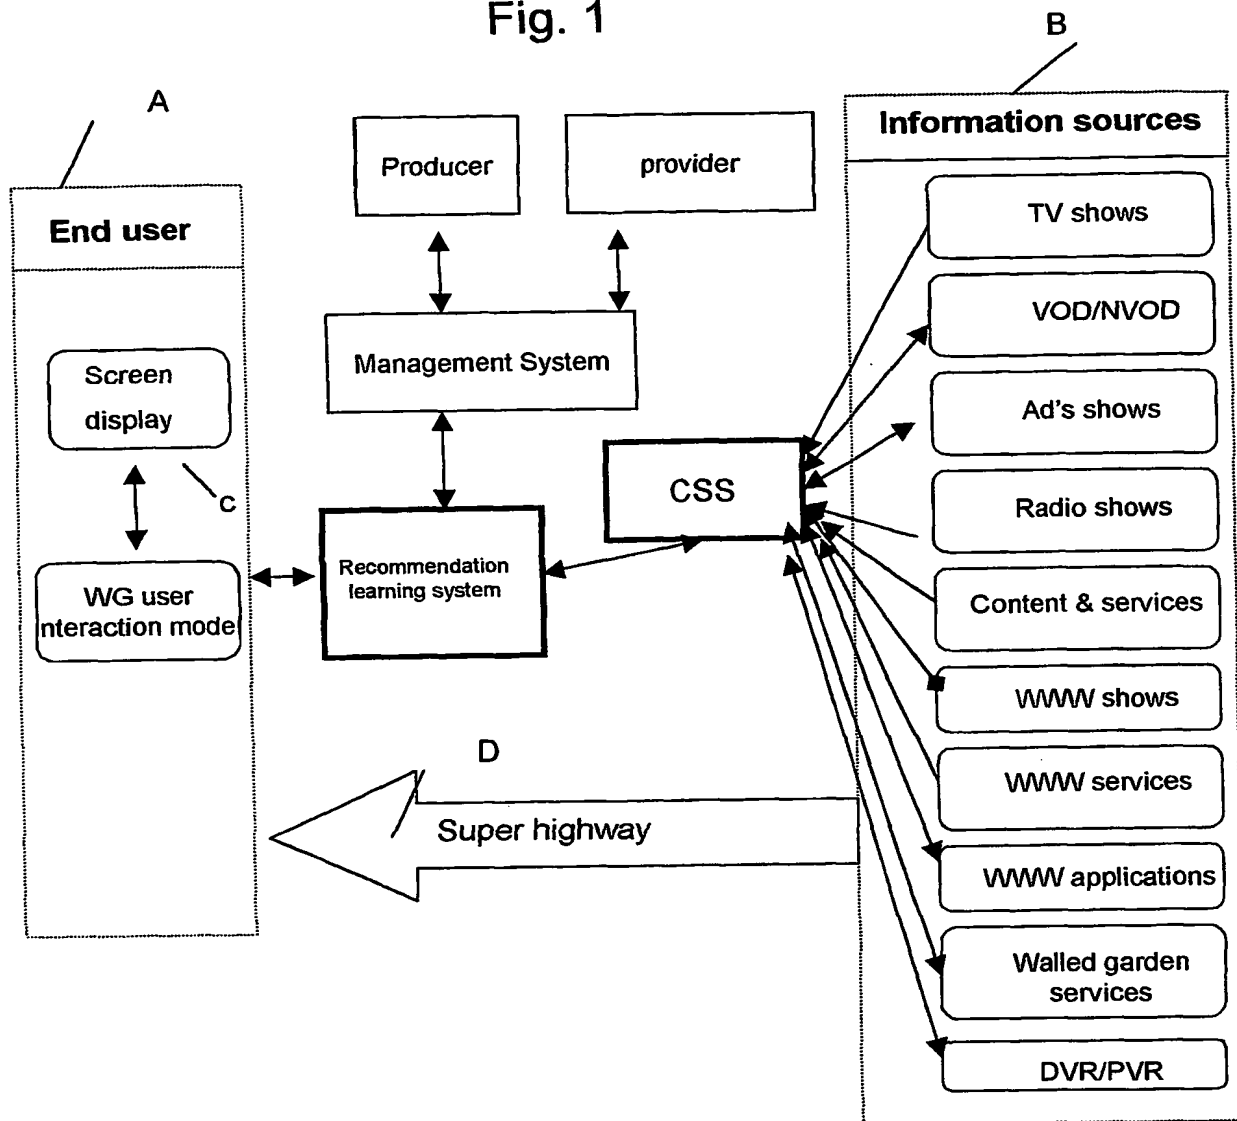 Fig. 1
B
A
Information sources
Producer
provider
TV shows
End user
VOD/NVOD
Management System
Screen
display
Ad's shows
C
CSS
Radio shows
Recommendation
learning system
WG user
nteraction mode
Content & services
WWW shows
D
WWW services
Super highway
WWW applications
Walled garden
services
DVR/PVR